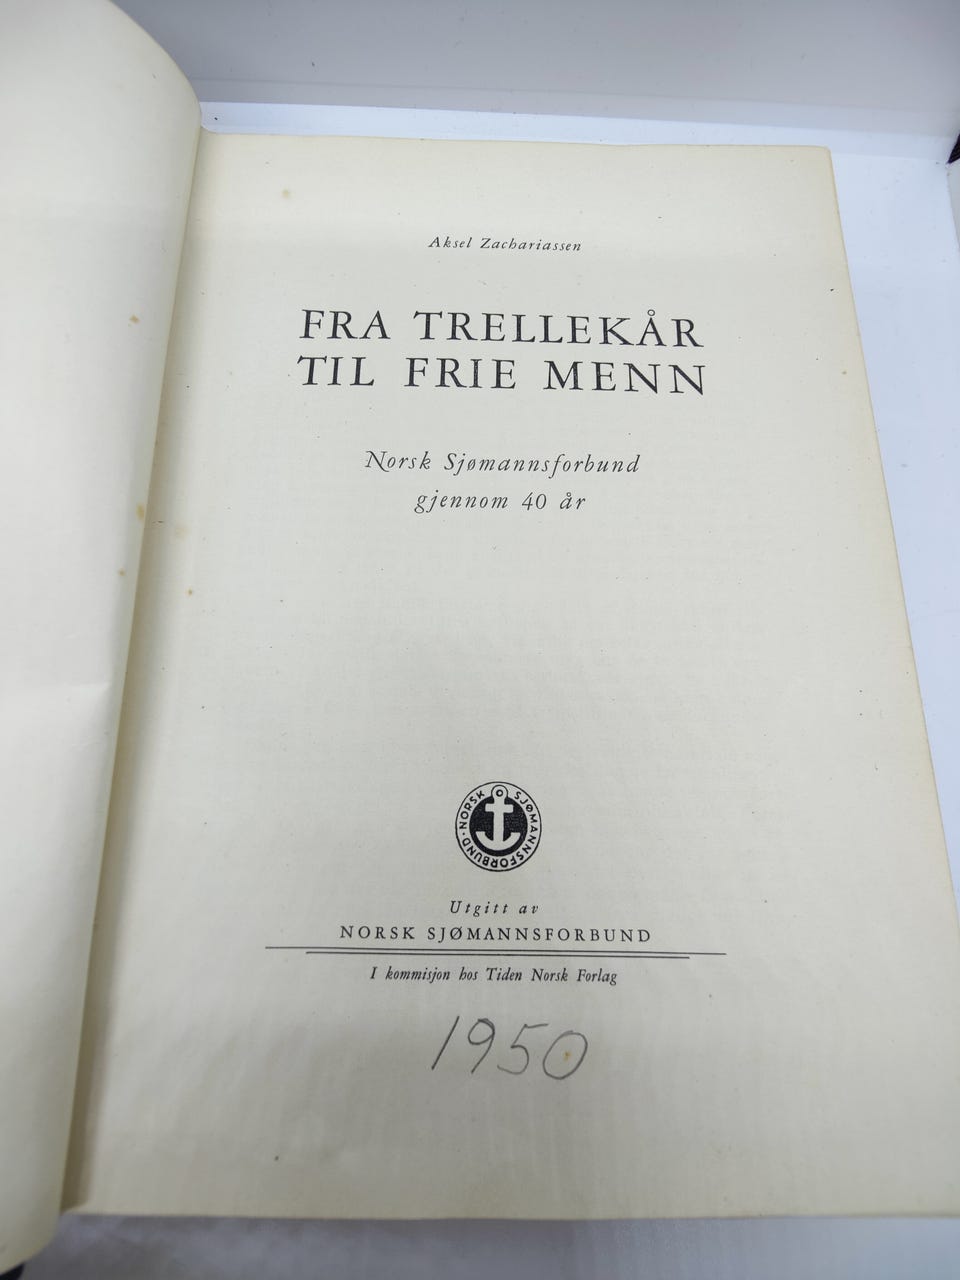 Aksel Zachariassen
FRA TRELLEKÅR
TIL FRIE MENN
Norsk Sjømannsforbund
gjennom 40 år
NORSK SJØMANNSFORBUND
Utgitt av
NORSK SJØMANNSFORBUND
I kommisjon hos Tiden Norsk Forlag
1950